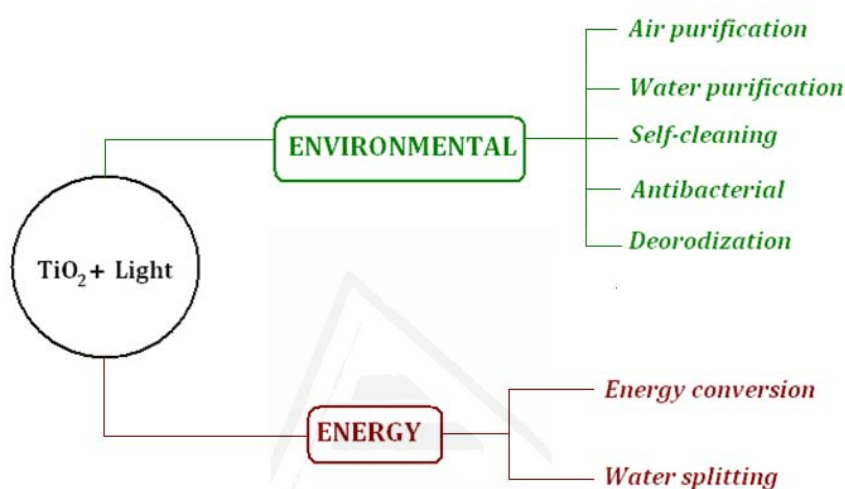 Air purification
Water purification
ENVIRONMENTAL
Self-cleaning
Antibacterial
Deorodization
TiO₂+ Light
Energy conversion
ENERGY
Water splitting